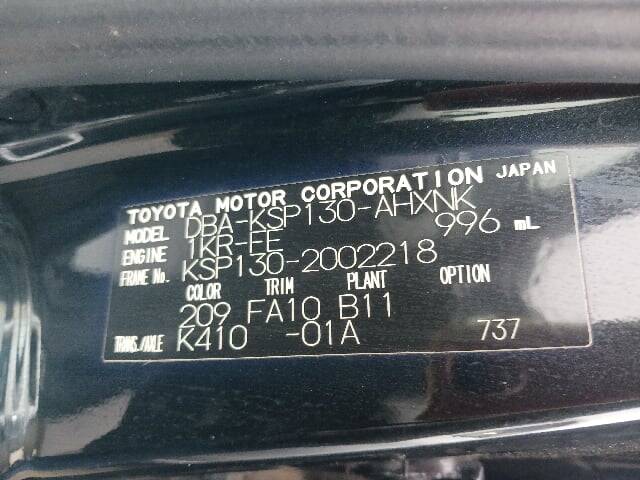 TOYOTA MOTOR CORPORATION JAPAN
MODEL DBA-KSP130-AHXNK
ENGINE 1KR-FE 996 mL
FRAME No. KSP130-2002218
COLOR TRIM PLANT OPTION
209 FA10 B11
TRANS./AXLE K410 -01A 737